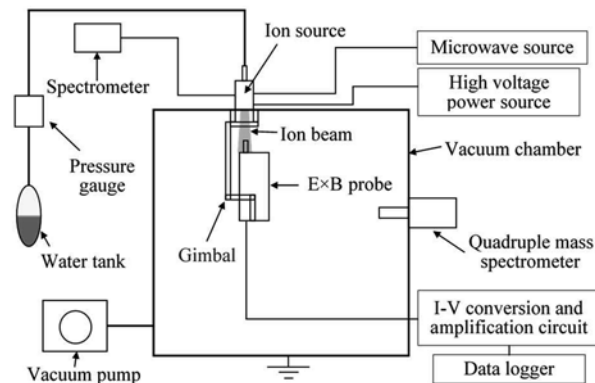 Ion source
Microwave source
Spectrometer
High voltage
power source
Ion beam
Vacuum chamber
Pressure
gauge
E×B probe
Water tank
Gimbal
Quadruple mass
spectrometer
I-V conversion and
amplification circuit
Vacuum pump
Data logger